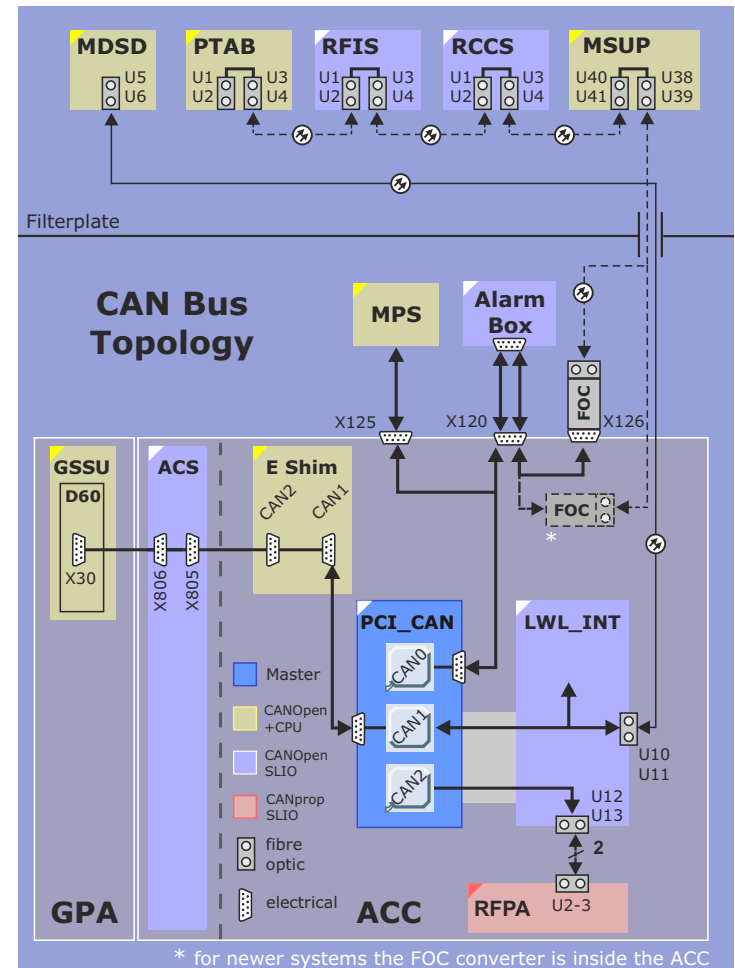 MDSD
PTAB
RFIS
RCCS
MSUP
U5
U6
U1
U2
U3
U4
U1
U2
U3
U4
U1
U2
U3
U4
U40
U41
U38
U39
Filterplate
CAN Bus
Topology
MPS
Alarm
Box
FOC
X125
X120
X126
GSSU
D60
X30
ACS
X806
X805
E Shim
CAN2
CAN1
FOC
*
PCI_CAN
CAN0
CAN1
CAN2
LWL_INT
U10
U11
U12
U13
2
Master
CANOpen
+CPU
CANOpen
SLIO
CANprop
SLIO
fibre
optic
electrical
RFPA
U2-3
GPA
ACC
* for newer systems the FOC converter is inside the ACC